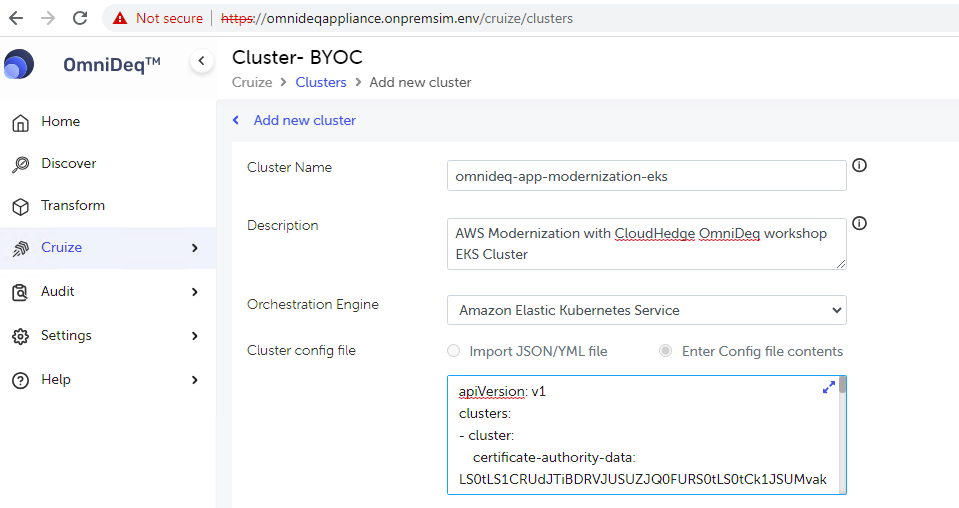 Not secure | https://omnideqappliance.onpremsim.env/cruize/clusters
OmniDeq™
Cluster- BYOC
Cruize > Clusters > Add new cluster
Home
Discover
Transform
Cruize
Audit
Settings
Help
Add new cluster
Cluster Name
omnideq-app-modernization-eks
Description
AWS Modernization with CloudHedge OmniDeq workshop
EKS Cluster
Orchestration Engine
Amazon Elastic Kubernetes Service
Cluster config file
Import JSON/YML file
Enter Config file contents
apiVersion: v1
clusters:
- cluster:
certificate-authority-data:
LS0tLS1CRUdJTiBDRVJUSUZJQ0FURS0tLS0tCk1JSUMvak